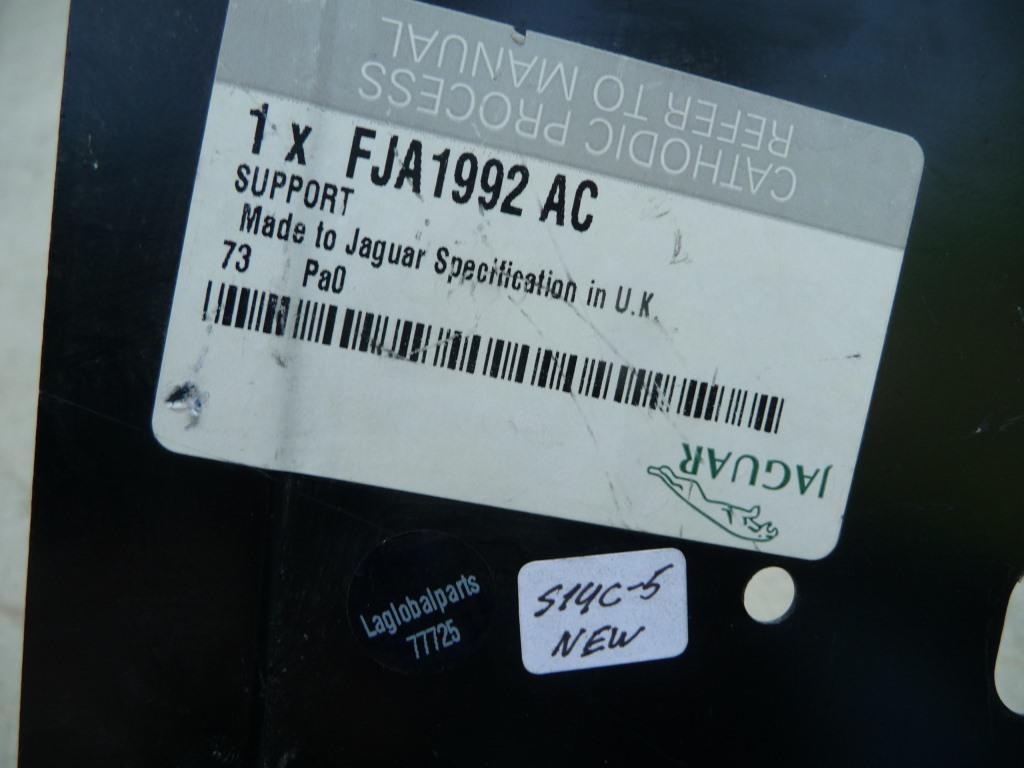 CATHODIC PROCESS
REFER TO MANUAL
1 x FJA1992 AC
SUPPORT
Made to Jaguar Specification in U.K.
73 Pa0
JAGUAR
Laglobalparts
77725
S14C-5
NEW